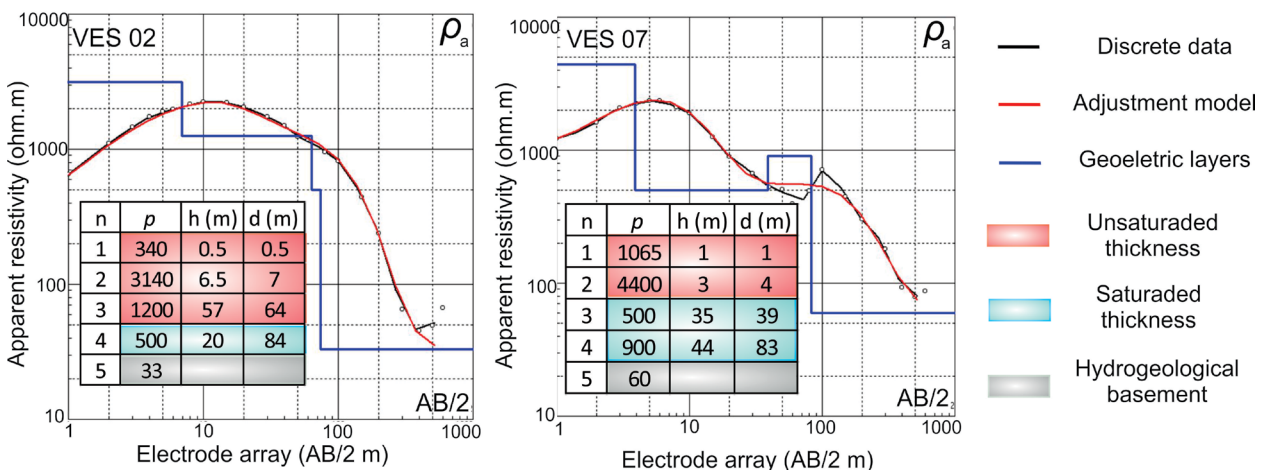 VES 02
ρa
10000
1000
100
10
Apparent resistivity (ohm.m)
n p h (m) d (m)
1 340 0.5 0.5
2 3140 6.5 7
3 1200 57 64
4 500 20 84
5 33
AB/2
1 10 100 1000
Electrode array (AB/2 m)
VES 07
ρa
10000
1000
100
10
Apparent resistivity (ohm.m)
n p h (m) d (m)
1 1065 1 1
2 4400 3 4
3 500 35 39
4 900 44 83
5 60
AB/2
1 10 100 1000
Electrode array (AB/2 m)
Discrete data
Adjustment model
Geoeletric layers
Unsaturaded
thickness
Saturaded
thickness
Hydrogeological
basement